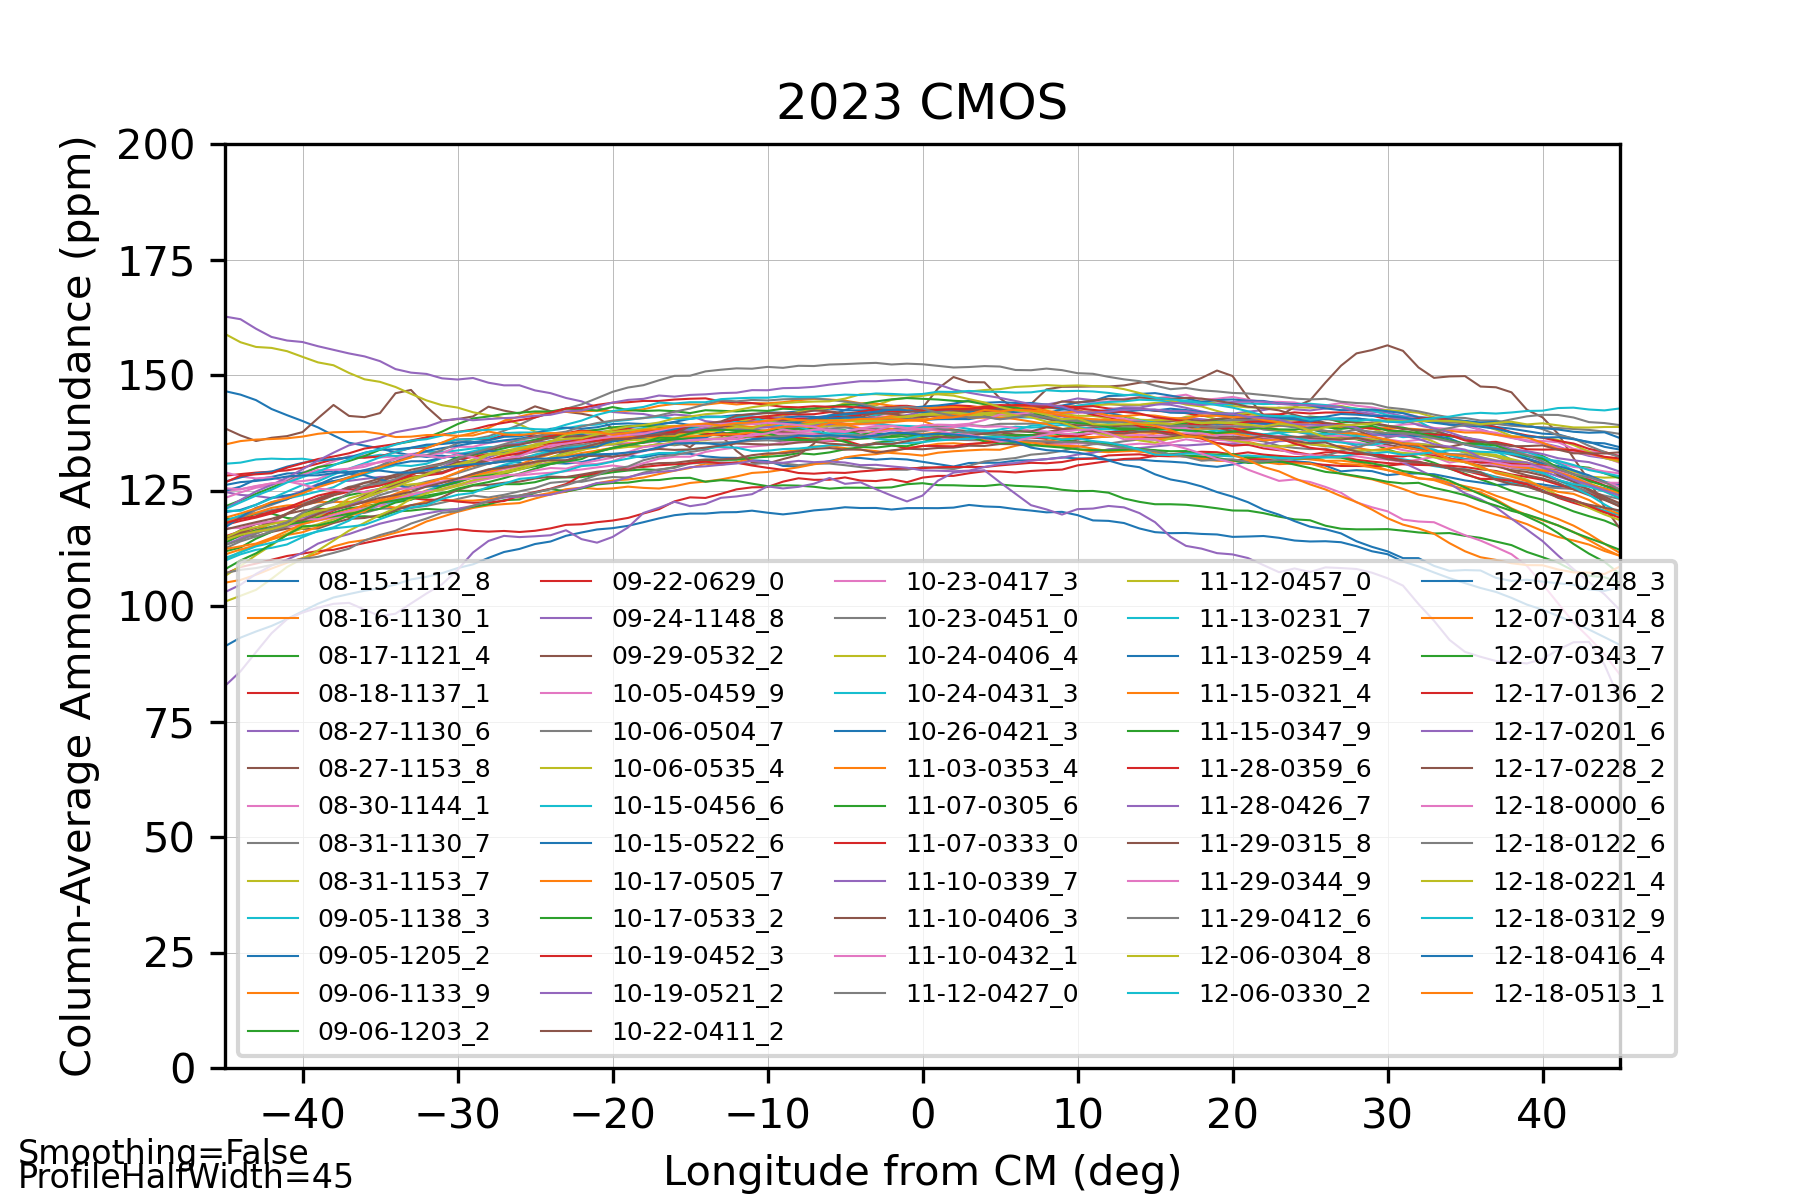 2023 CMOS
Column-Average Ammonia Abundance (ppm)
200
175
150
125
100
75
50
25
0
08-15-1112_8 09-22-0629_0 10-23-0417_3 11-12-0457_0 12-07-0248_3
08-16-1130_1 09-24-1148_8 10-23-0451_0 11-13-0231_7 12-07-0314_8
08-17-1121_4 09-29-0532_2 10-24-0406_4 11-13-0259_4 12-07-0343_7
08-18-1137_1 10-05-0459_9 10-24-0431_3 11-15-0321_4 12-17-0136_2
08-27-1130_6 10-06-0504_7 10-26-0421_3 11-15-0347_9 12-17-0201_6
08-27-1153_8 10-06-0535_4 11-03-0353_4 11-28-0359_6 12-17-0228_2
08-30-1144_1 10-15-0456_6 11-07-0305_6 11-28-0426_7 12-18-0000_6
08-31-1130_7 10-15-0522_6 11-07-0333_0 11-29-0315_8 12-18-0122_6
08-31-1153_7 10-17-0505_7 11-10-0339_7 11-29-0344_9 12-18-0221_4
09-05-1138_3 10-17-0533_2 11-10-0406_3 11-29-0412_6 12-18-0312_9
09-05-1205_2 10-19-0452_3 11-10-0432_1 12-06-0304_8 12-18-0416_4
09-06-1133_9 10-19-0521_2 11-12-0427_0 12-06-0330_2 12-18-0513_1
09-06-1203_2 10-22-0411_2
−40 −30 −20 −10 0 10 20 30 40
Longitude from CM (deg)
Smoothing=False
ProfileHalfWidth=45